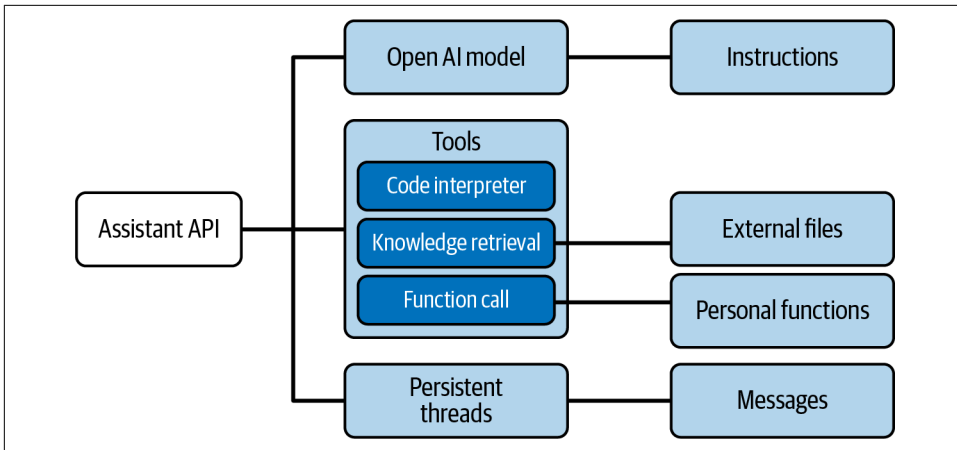 Open AI model
Instructions
Tools
Code interpreter
Assistant API
Knowledge retrieval
External files
Function call
Personal functions
Persistent
threads
Messages